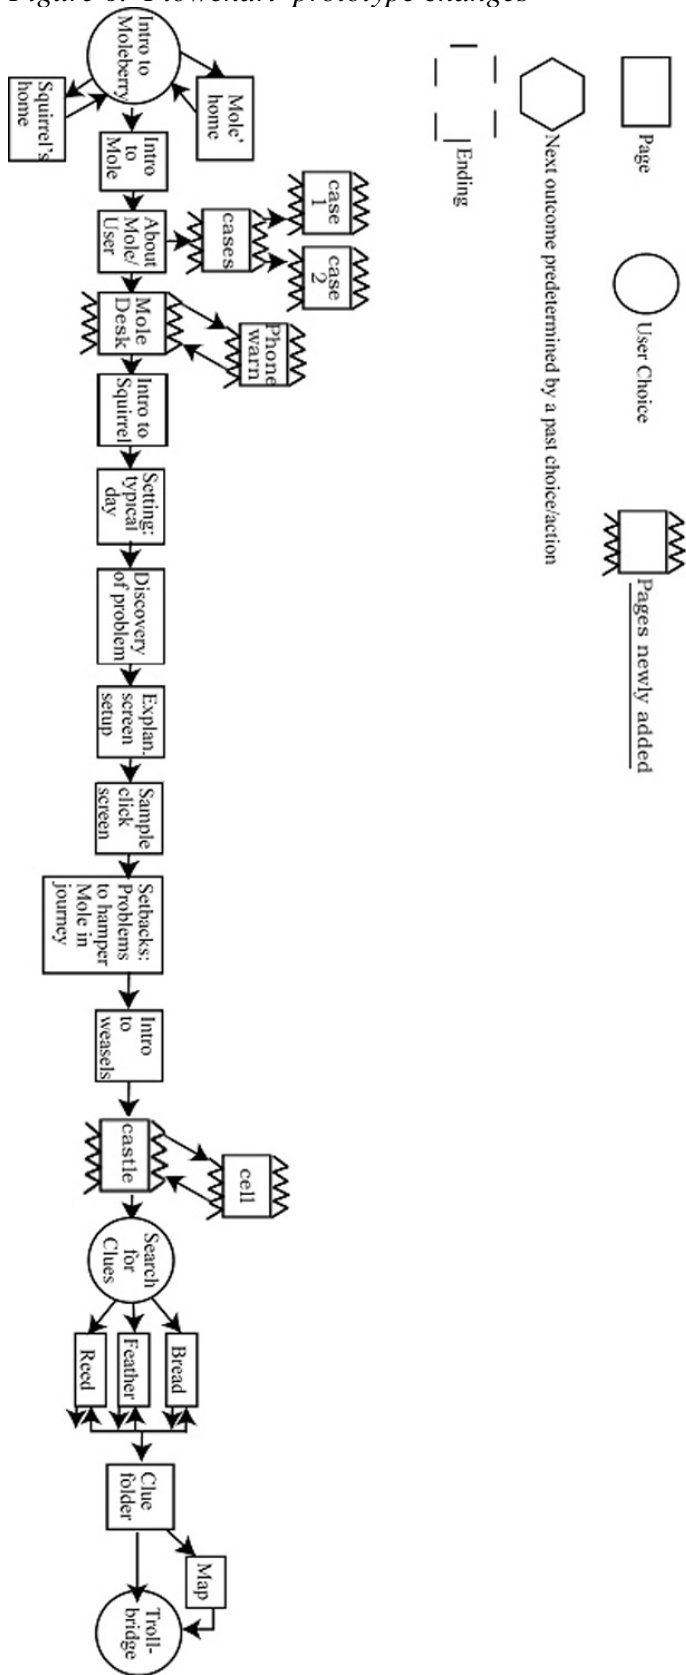 Figure
Flowchart prototype changes
Page
User Choice
Pages newly added
Next outcome predetermined by a past choice/action
Ending
Mole'
home
Intro to
Moleberry
Squirrel's
home
Intro
to
Mole
About
Mole/
User
cases
case
1
case
2
Mole
Desk
Phone
warn
Intro to
Squirrel
Setting:
typical
day
Discovery
of problem
Explan.
screen
setup
Sample
click
screen
Setbacks:
Problems
to hamper
Mole in
journey
Intro
to
weasels
castle
cell
Search
for
Clues
Bread
Feather
Reed
Clue
folder
Map
Troll-
bridge